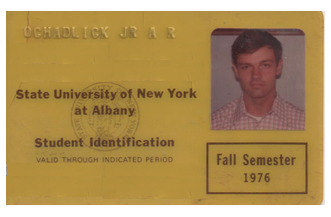 OCHADLICK JR A R
State University of New York
at Albany
Student Identification
VALID THROUGH INDICATED PERIOD
Fall Semester
1976